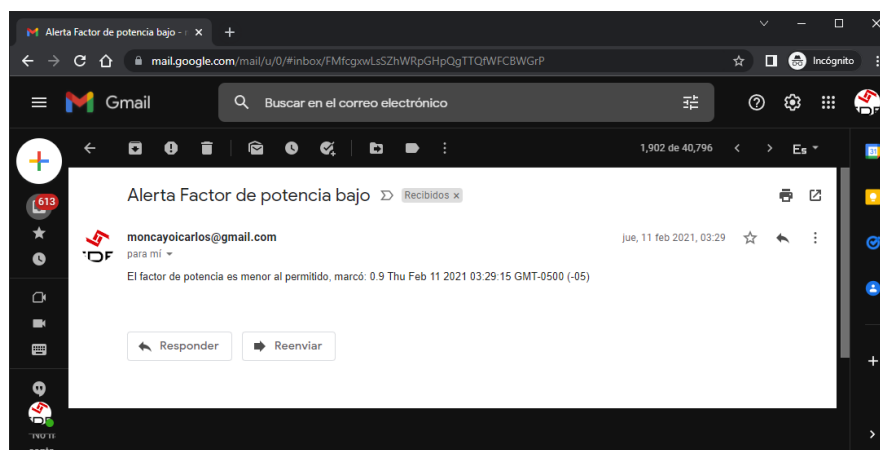 Alerta Factor de potencia bajo - r
mail.google.com/mail/u/0/#inbox/FMfcgxwLsSZhWRpGHpQgTTQfWFCBWGrP
Incógnito
Gmail
Buscar en el correo electrónico
1,902 de 40,796
Es
31
613
Alerta Factor de potencia bajo
Recibidos x
moncayoicarlos@gmail.com
jue, 11 feb 2021, 03:29
para mí
El factor de potencia es menor al permitido, marcó: 0.9 Thu Feb 11 2021 03:29:15 GMT-0500 (-05)
Responder
Reenviar